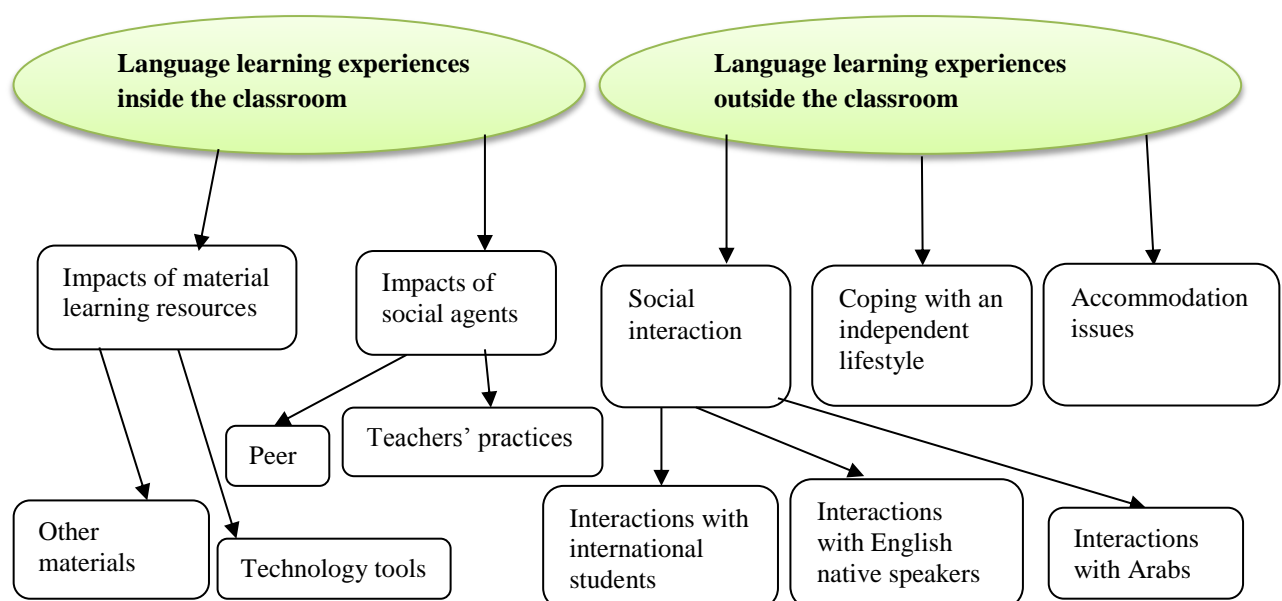 Language learning experiences
inside the classroom
Language learning experiences
outside the classroom
Impacts of material
learning resources
Impacts of
social agents
Social
interaction
Coping with an
independent
lifestyle
Accommodation
issues
Peer
Teachers’ practices
Other
materials
Technology tools
Interactions with
international
students
Interactions
with English
native speakers
Interactions
with Arabs